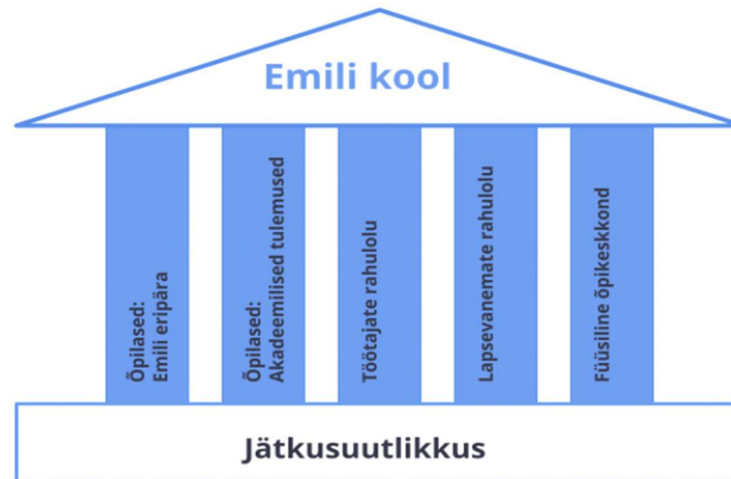 Emili kool
Õpilased:
Emili eripära
Õpilased:
Akadeemilised tulemused
Töötajate rahulolu
Lapsevanemate rahulolu
Füüsiline õpikeskkond
Jätkusuutlikkus